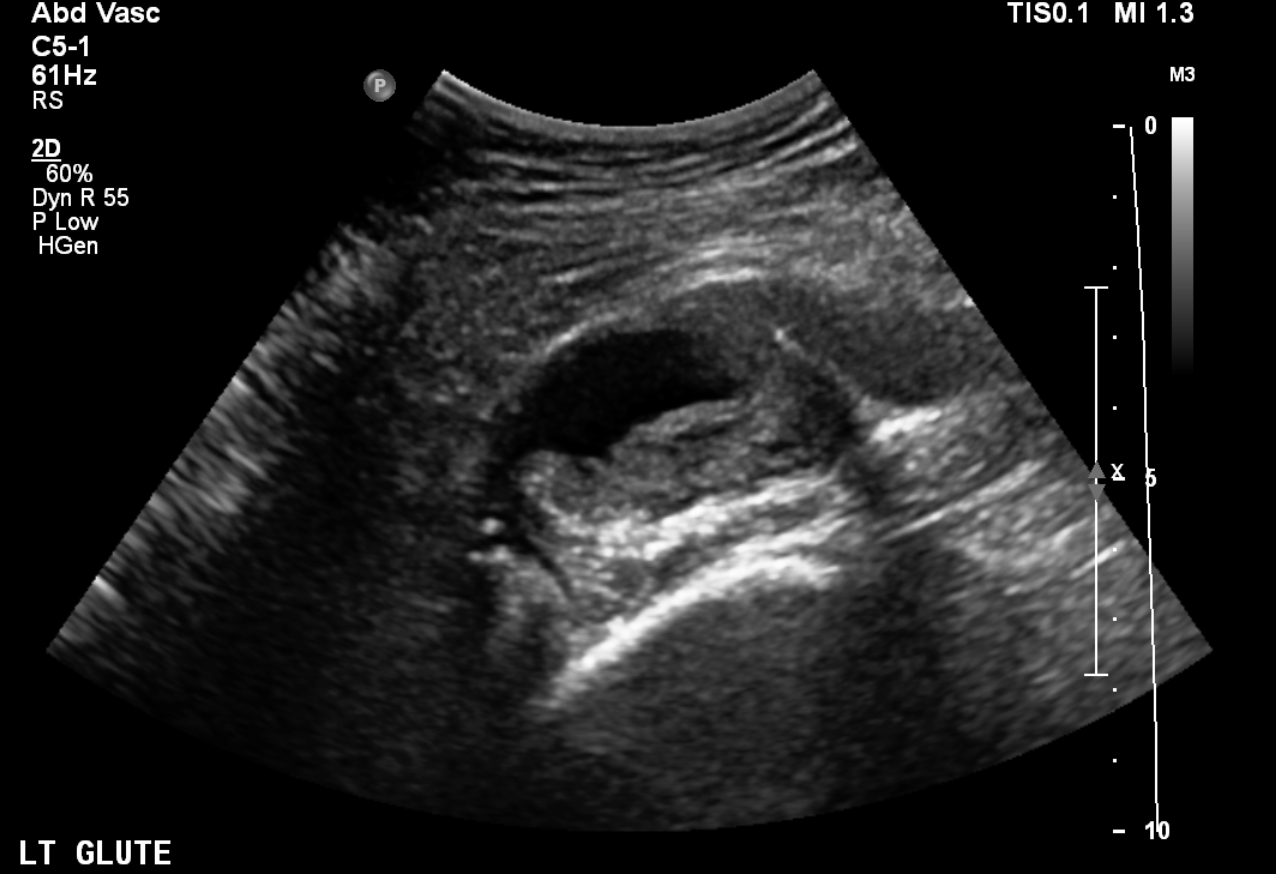 Abd Vasc
TIS0.1 MI 1.3
C5-1
61Hz
RS
P
M3
2D
60%
Dyn R 55
P Low
HGen
0
X
5
10
LT GLUTE